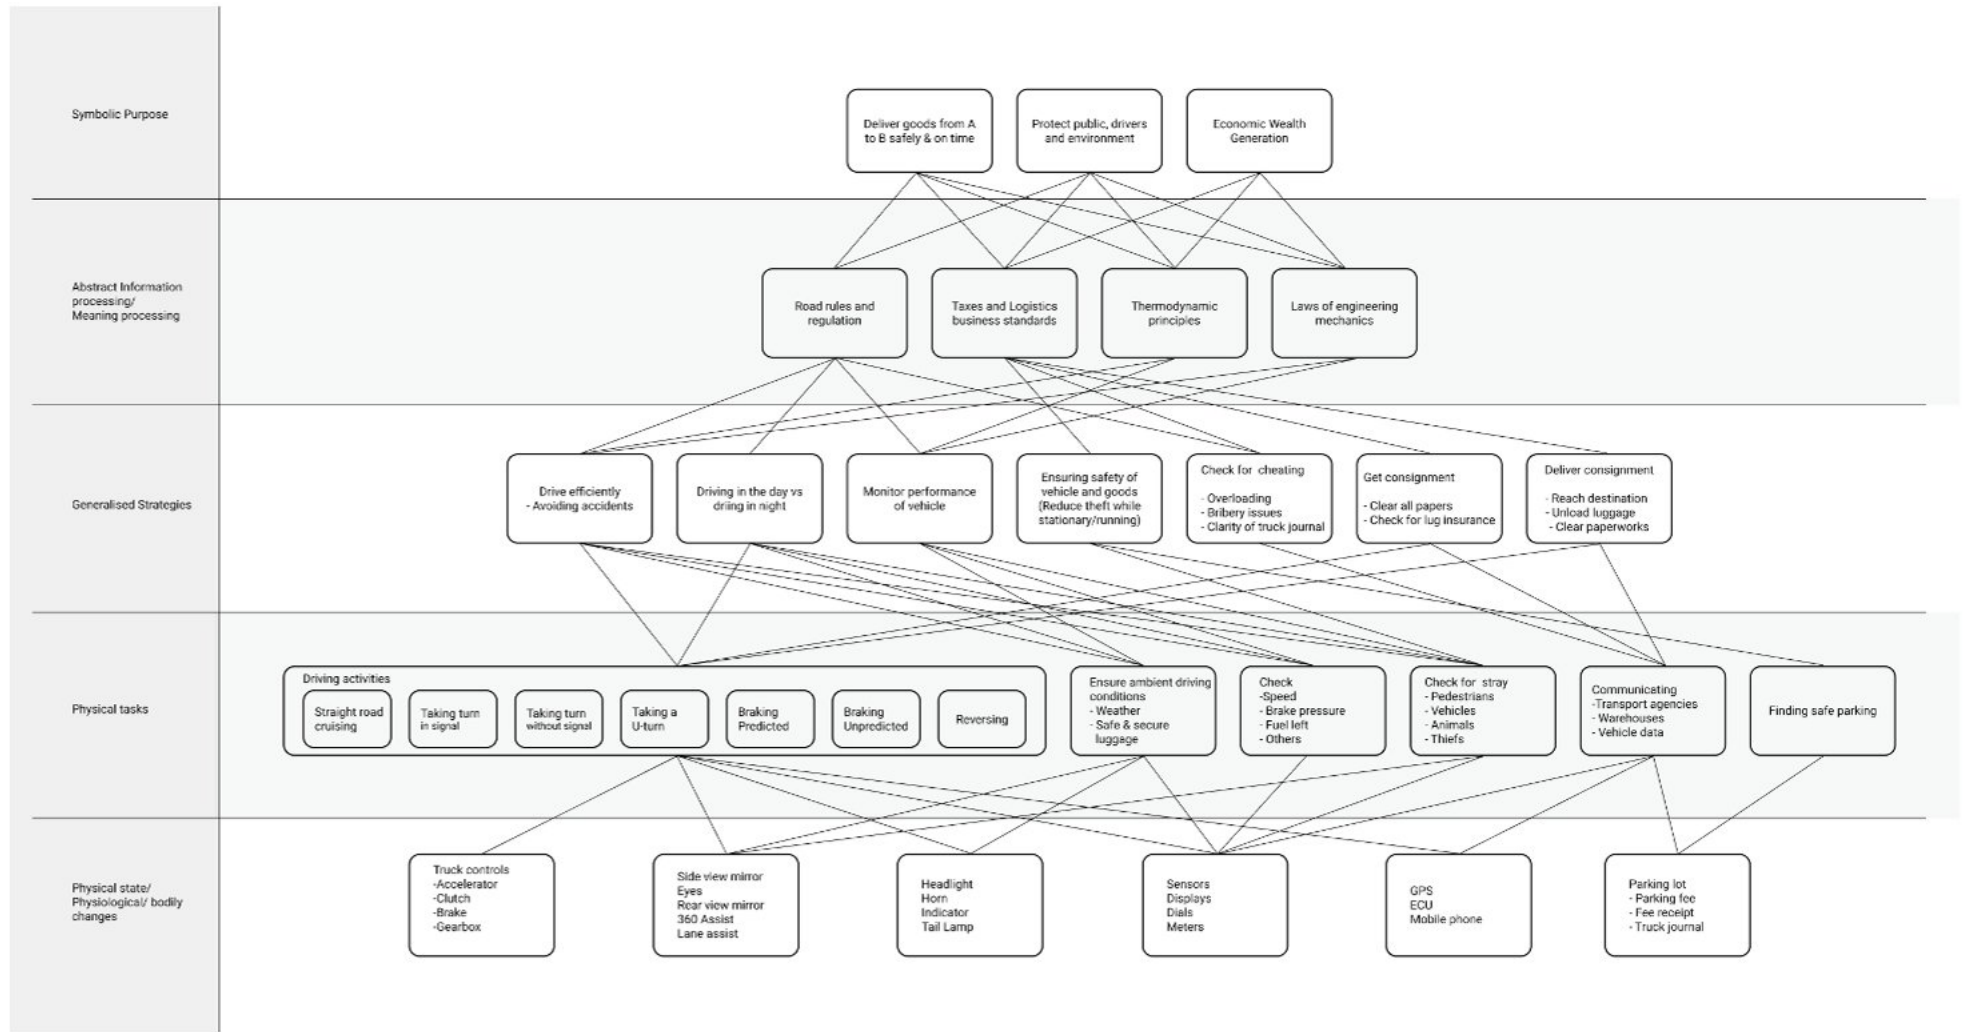 Symbolic Purpose
Deliver goods from A
to B safely & on time
Protect public, drivers
and environment
Economic Wealth
Generation
Abstract Information
processing/
Meaning processing
Road rules and
regulation
Taxes and Logistics
business standards
Thermodynamic
principles
Laws of engineering
mechanics
Generalised Strategies
Drive efficiently
- Avoiding accidents
Driving in the day vs
driing in night
Monitor performance
of vehicle
Ensuring safety of
vehicle and goods
(Reduce theft while
stationary/running)
Check for cheating
- Overloading
- Bribery issues
- Clarity of truck journal
Get consignment
- Clear all papers
- Check for lug insurance
Deliver consignment
- Reach destination
- Unload luggage
- Clear paperworks
Physical tasks
Driving activities
Straight road
cruising
Taking turn
in signal
Taking turn
without signal
Taking a
U-turn
Braking
Predicted
Braking
Unpredicted
Reversing
Ensure ambient driving
conditions
- Weather
- Safe & secure
luggage
Check
-Speed
- Brake pressure
- Fuel left
- Others
Check for stray
- Pedestrians
- Vehicles
- Animals
- Thiefs
Communicating
-Transport agencies
- Warehouses
- Vehicle data
Finding safe parking
Physical state/
Physiological/ bodily
changes
Truck controls
-Accelerator
-Clutch
-Brake
-Gearbox
Side view mirror
Eyes
Rear view mirror
360 Assist
Lane assist
Headlight
Horn
Indicator
Tail Lamp
Sensors
Displays
Dials
Meters
GPS
ECU
Mobile phone
Parking lot
- Parking fee
- Fee receipt
- Truck journal